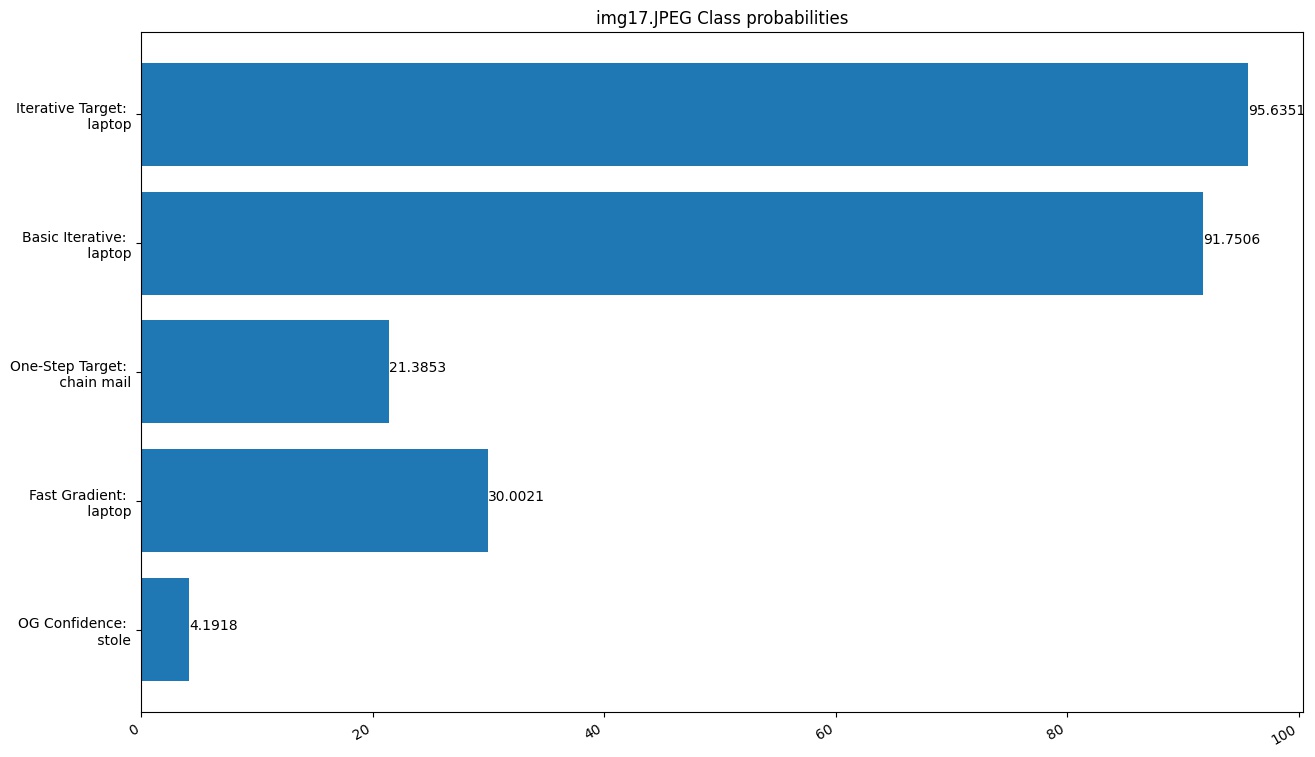 img17.JPEG Class probabilities
Iterative Target:
laptop
95.6351
Basic Iterative:
laptop
91.7506
One-Step Target:
chain mail
21.3853
Fast Gradient:
laptop
30.0021
OG Confidence:
stole
4.1918
0 20 40 60 80 100